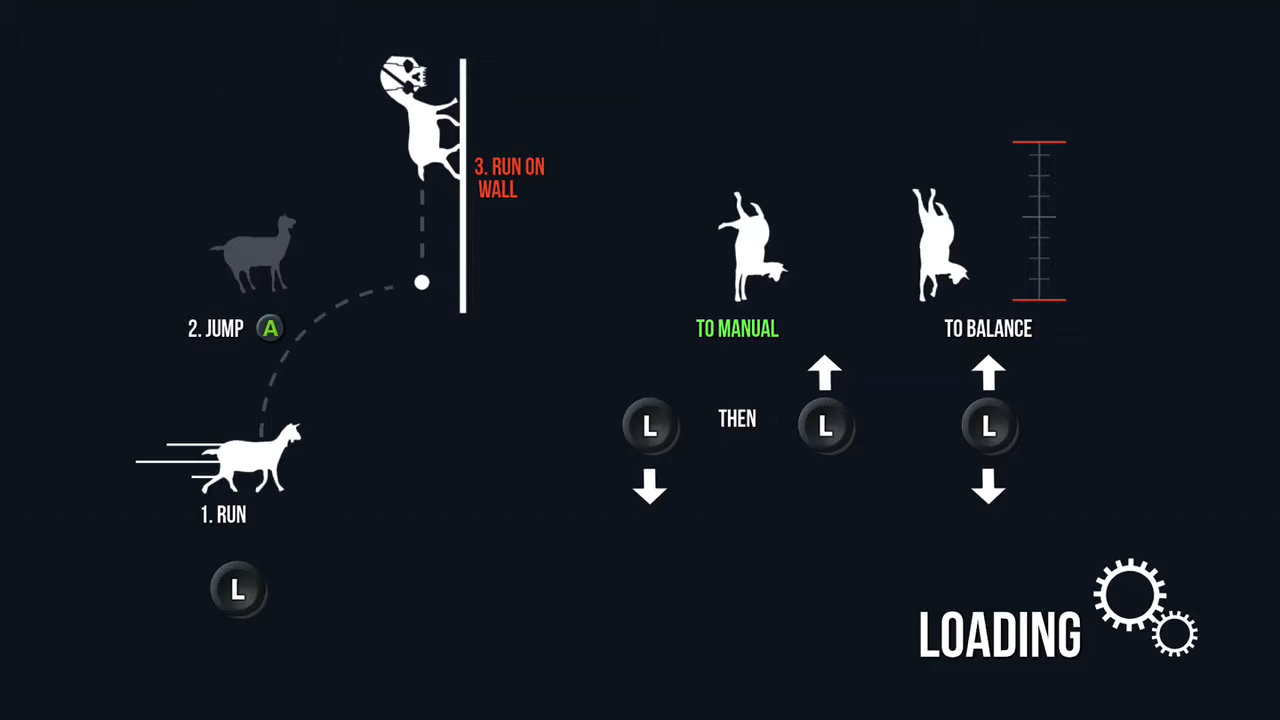 3. RUN ON
WALL
2. JUMP A
1. RUN
L
TO MANUAL
TO BALANCE
L THEN L
L
LOADING